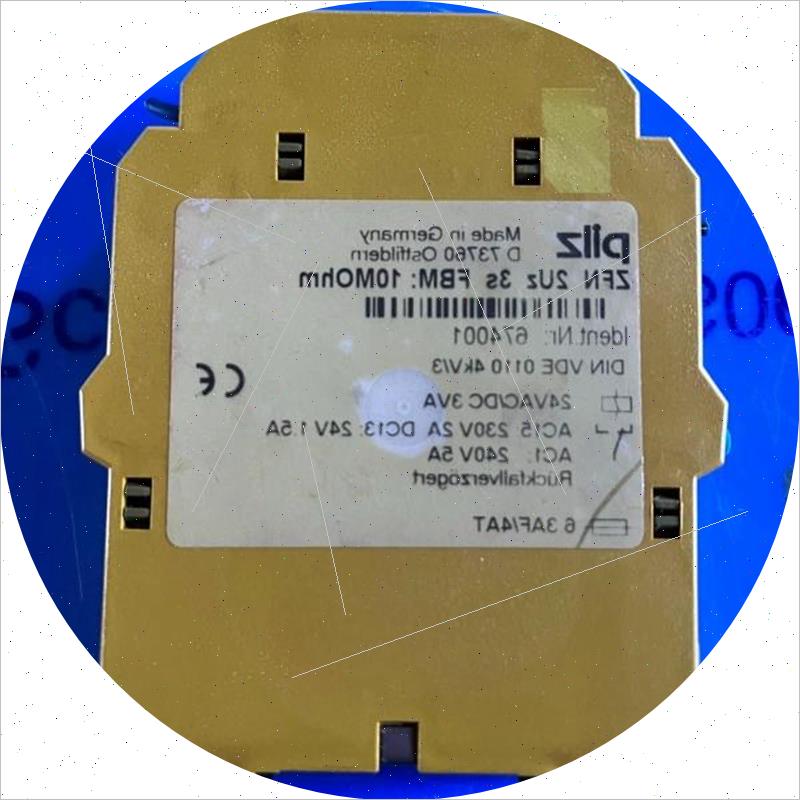 pilz Made in Germany
D 73760 Ostfildern
ZFN 2Uz 3s FBM: 10MOhm
Ident.Nr.: 674001
DIN VDE 0110 4kV/3
CE
24VAC/DC 3VA
AC15 230V 2A DC13: 24V 1.5A
AC1: 240V 5A
Rückfallverzögert
6.3AF/4AT